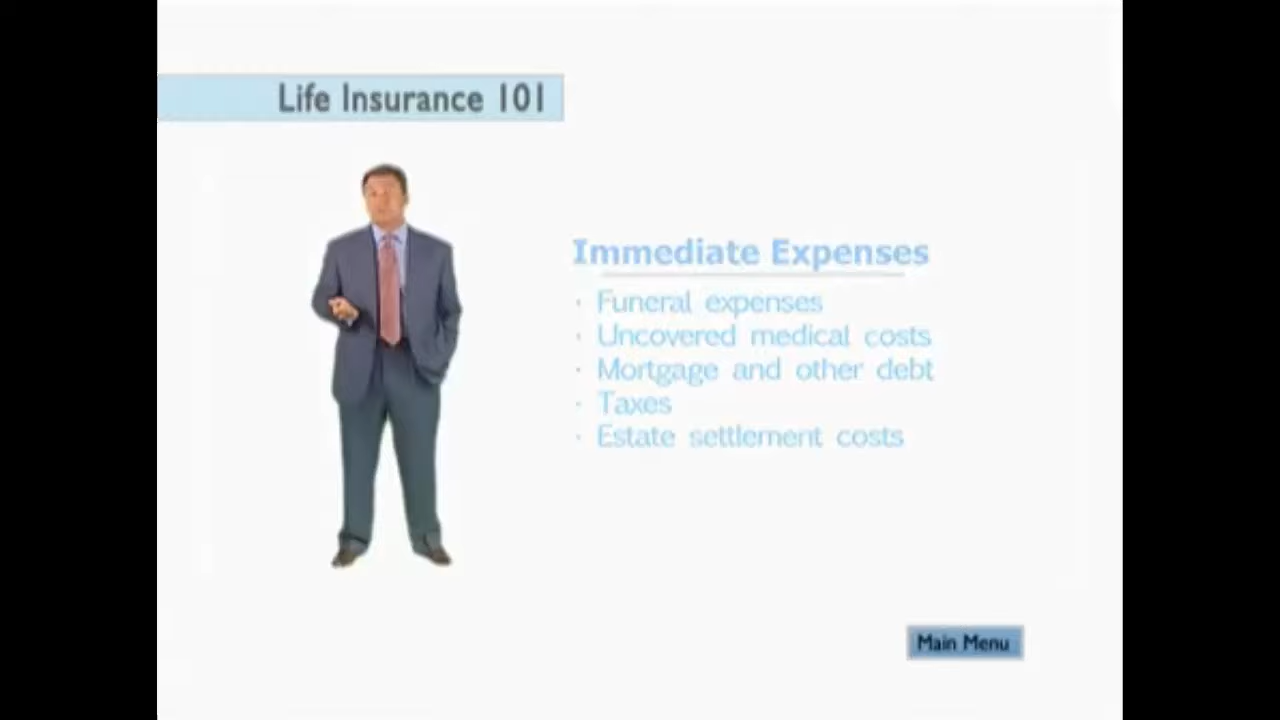 Life Insurance 101
Immediate Expenses
· Funeral expenses
· Uncovered medical costs
· Mortgage and other debt
· Taxes
· Estate settlement costs
Main Menu